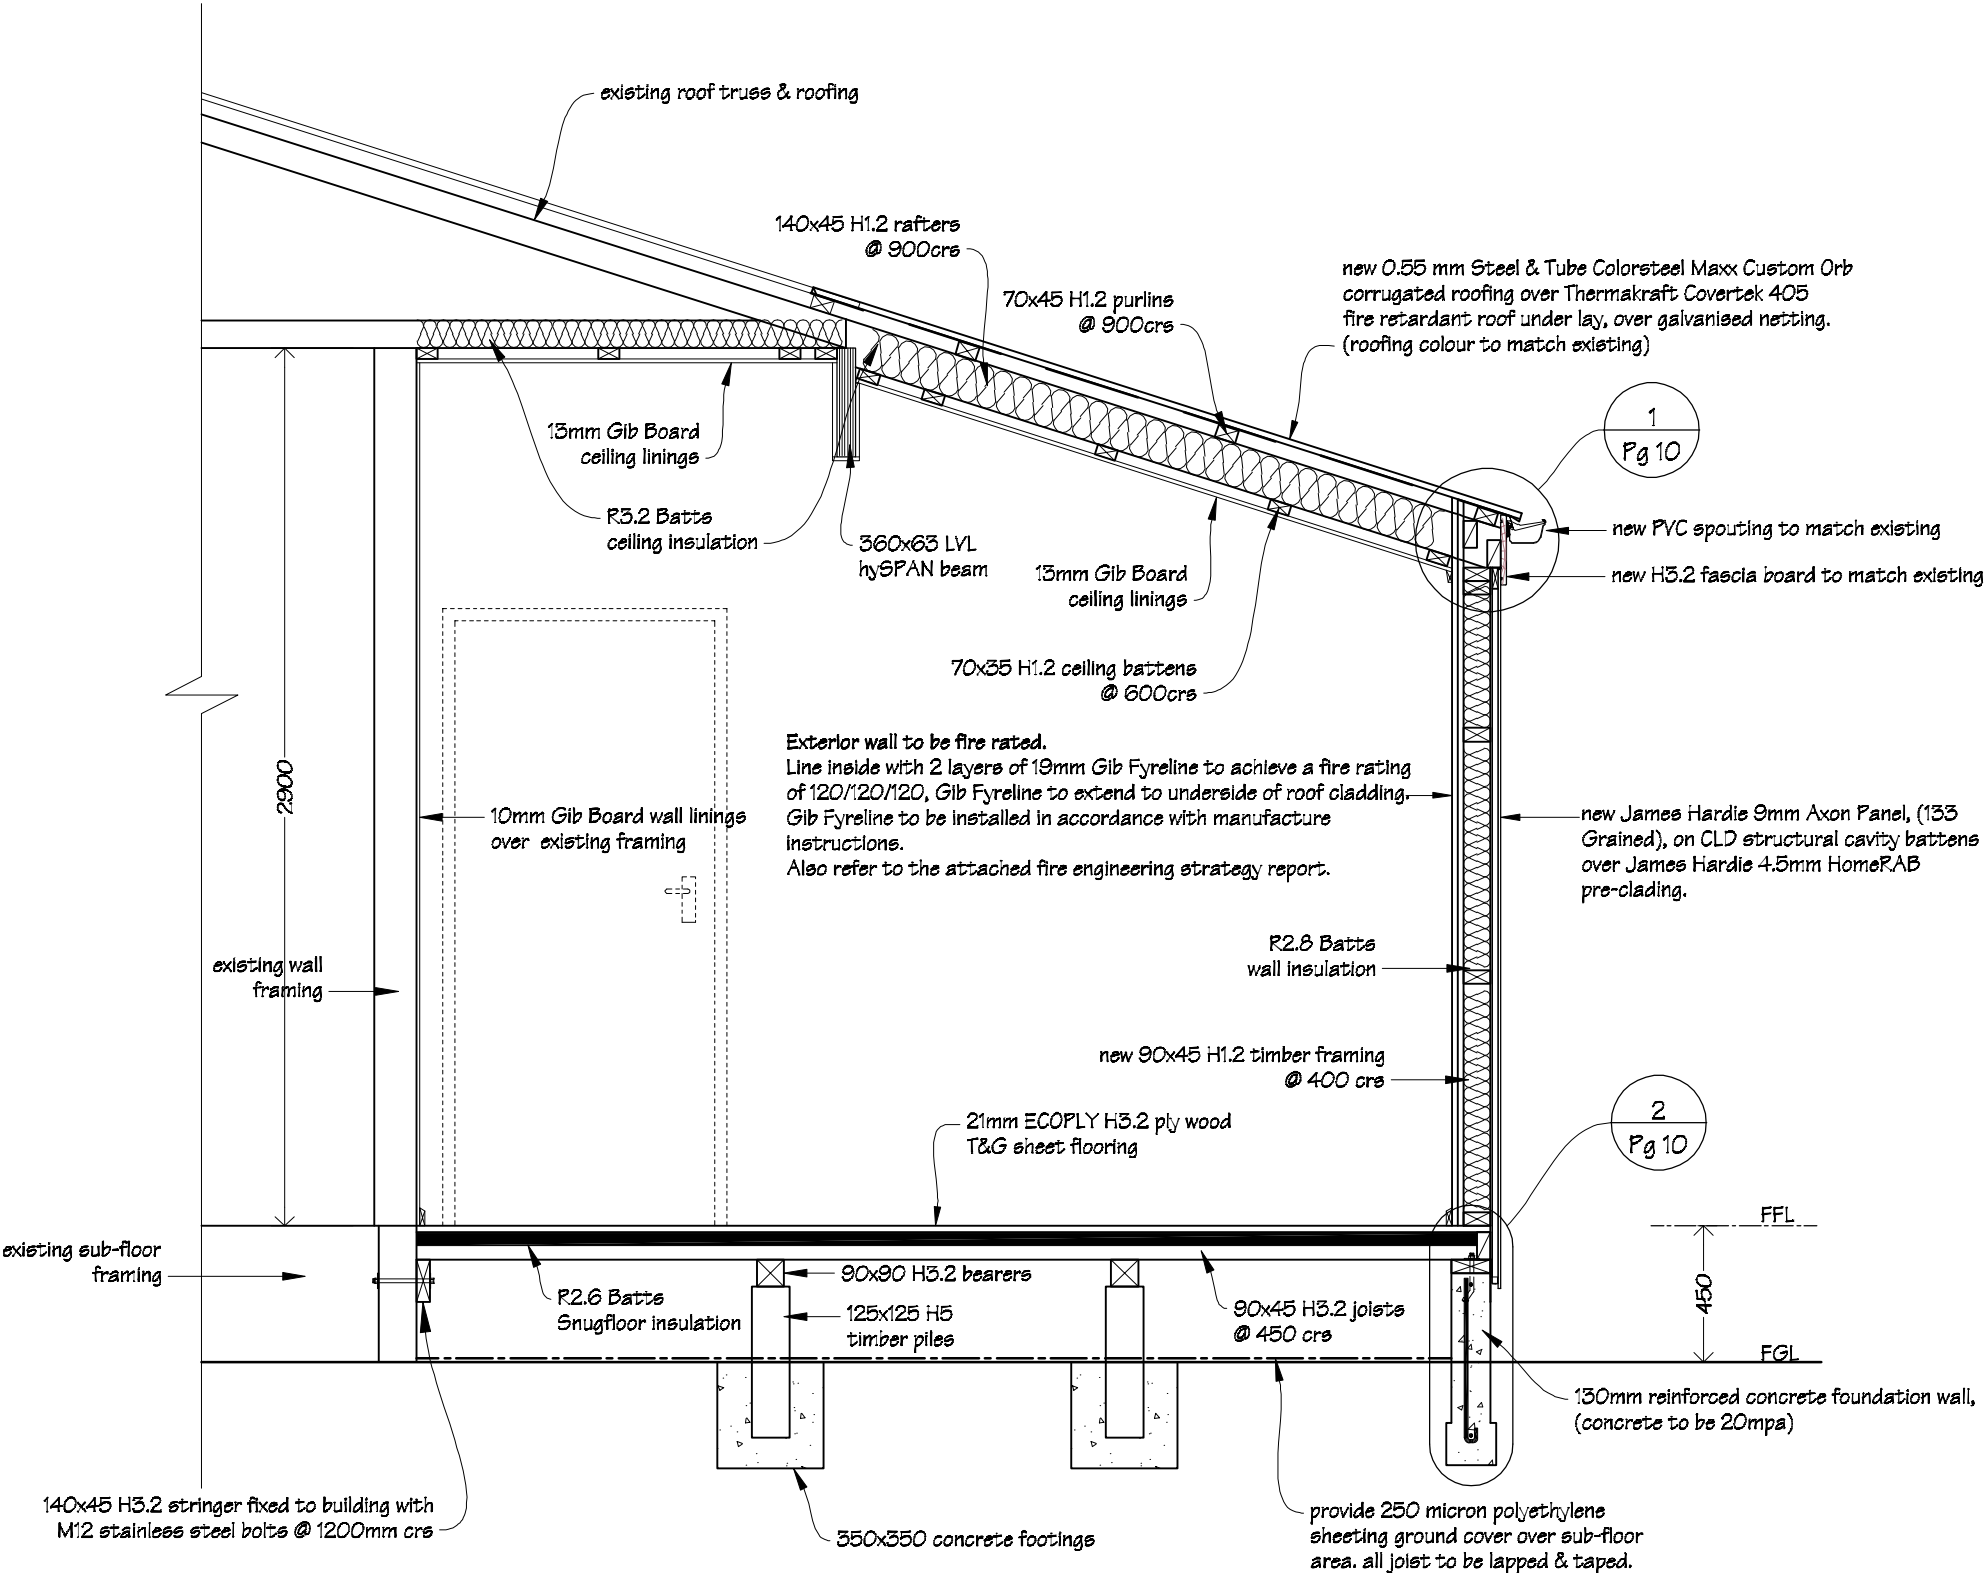 existing roof truss & roofing
140x45 H1.2 rafters
@ 900crs
70x45 H1.2 purlins
@ 900crs
new 0.55 mm Steel & Tube Colorsteel Maxx Custom Orb
corrugated roofing over Thermakraft Covertek 405
fire retardant roof under lay, over galvanised netting.
(roofing colour to match existing)
1
Pg 10
13mm Gib Board
ceiling linings
R3.2 Batts
ceiling insulation
360x63 LVL
hySPAN beam
new PVC spouting to match existing
new H3.2 fascia board to match existing
13mm Gib Board
ceiling linings
70x35 H1.2 ceiling battens
@ 600crs
2900
Exterior wall to be fire rated.
Line inside with 2 layers of 19mm Gib Fyreline to achieve a fire rating
of 120/120/120, Gib Fyreline to extend to underside of roof cladding.
Gib Fyreline to be installed in accordance with manufacture
instructions.
Also refer to the attached fire engineering strategy report.
10mm Gib Board wall linings
over existing framing
new James Hardie 9mm Axon Panel, (133
Grained), on CLD structural cavity battens
over James Hardie 4.5mm HomeRAB
pre-clading.
existing wall
framing
R2.8 Batts
wall insulation
new 90x45 H1.2 timber framing
@ 400 crs
21mm ECOPLY H3.2 ply wood
T&G sheet flooring
2
Pg 10
FFL
existing sub-floor
framing
90x90 H3.2 bearers
R2.6 Batts
Snugfloor insulation
125x125 H5
timber piles
90x45 H3.2 joists
@ 450 crs
450
FGL
130mm reinforced concrete foundation wall,
(concrete to be 20mpa)
140x45 H3.2 stringer fixed to building with
M12 stainless steel bolts @ 1200mm crs
350x350 concrete footings
provide 250 micron polyethylene
sheeting ground cover over sub-floor
area. all joist to be lapped & taped.